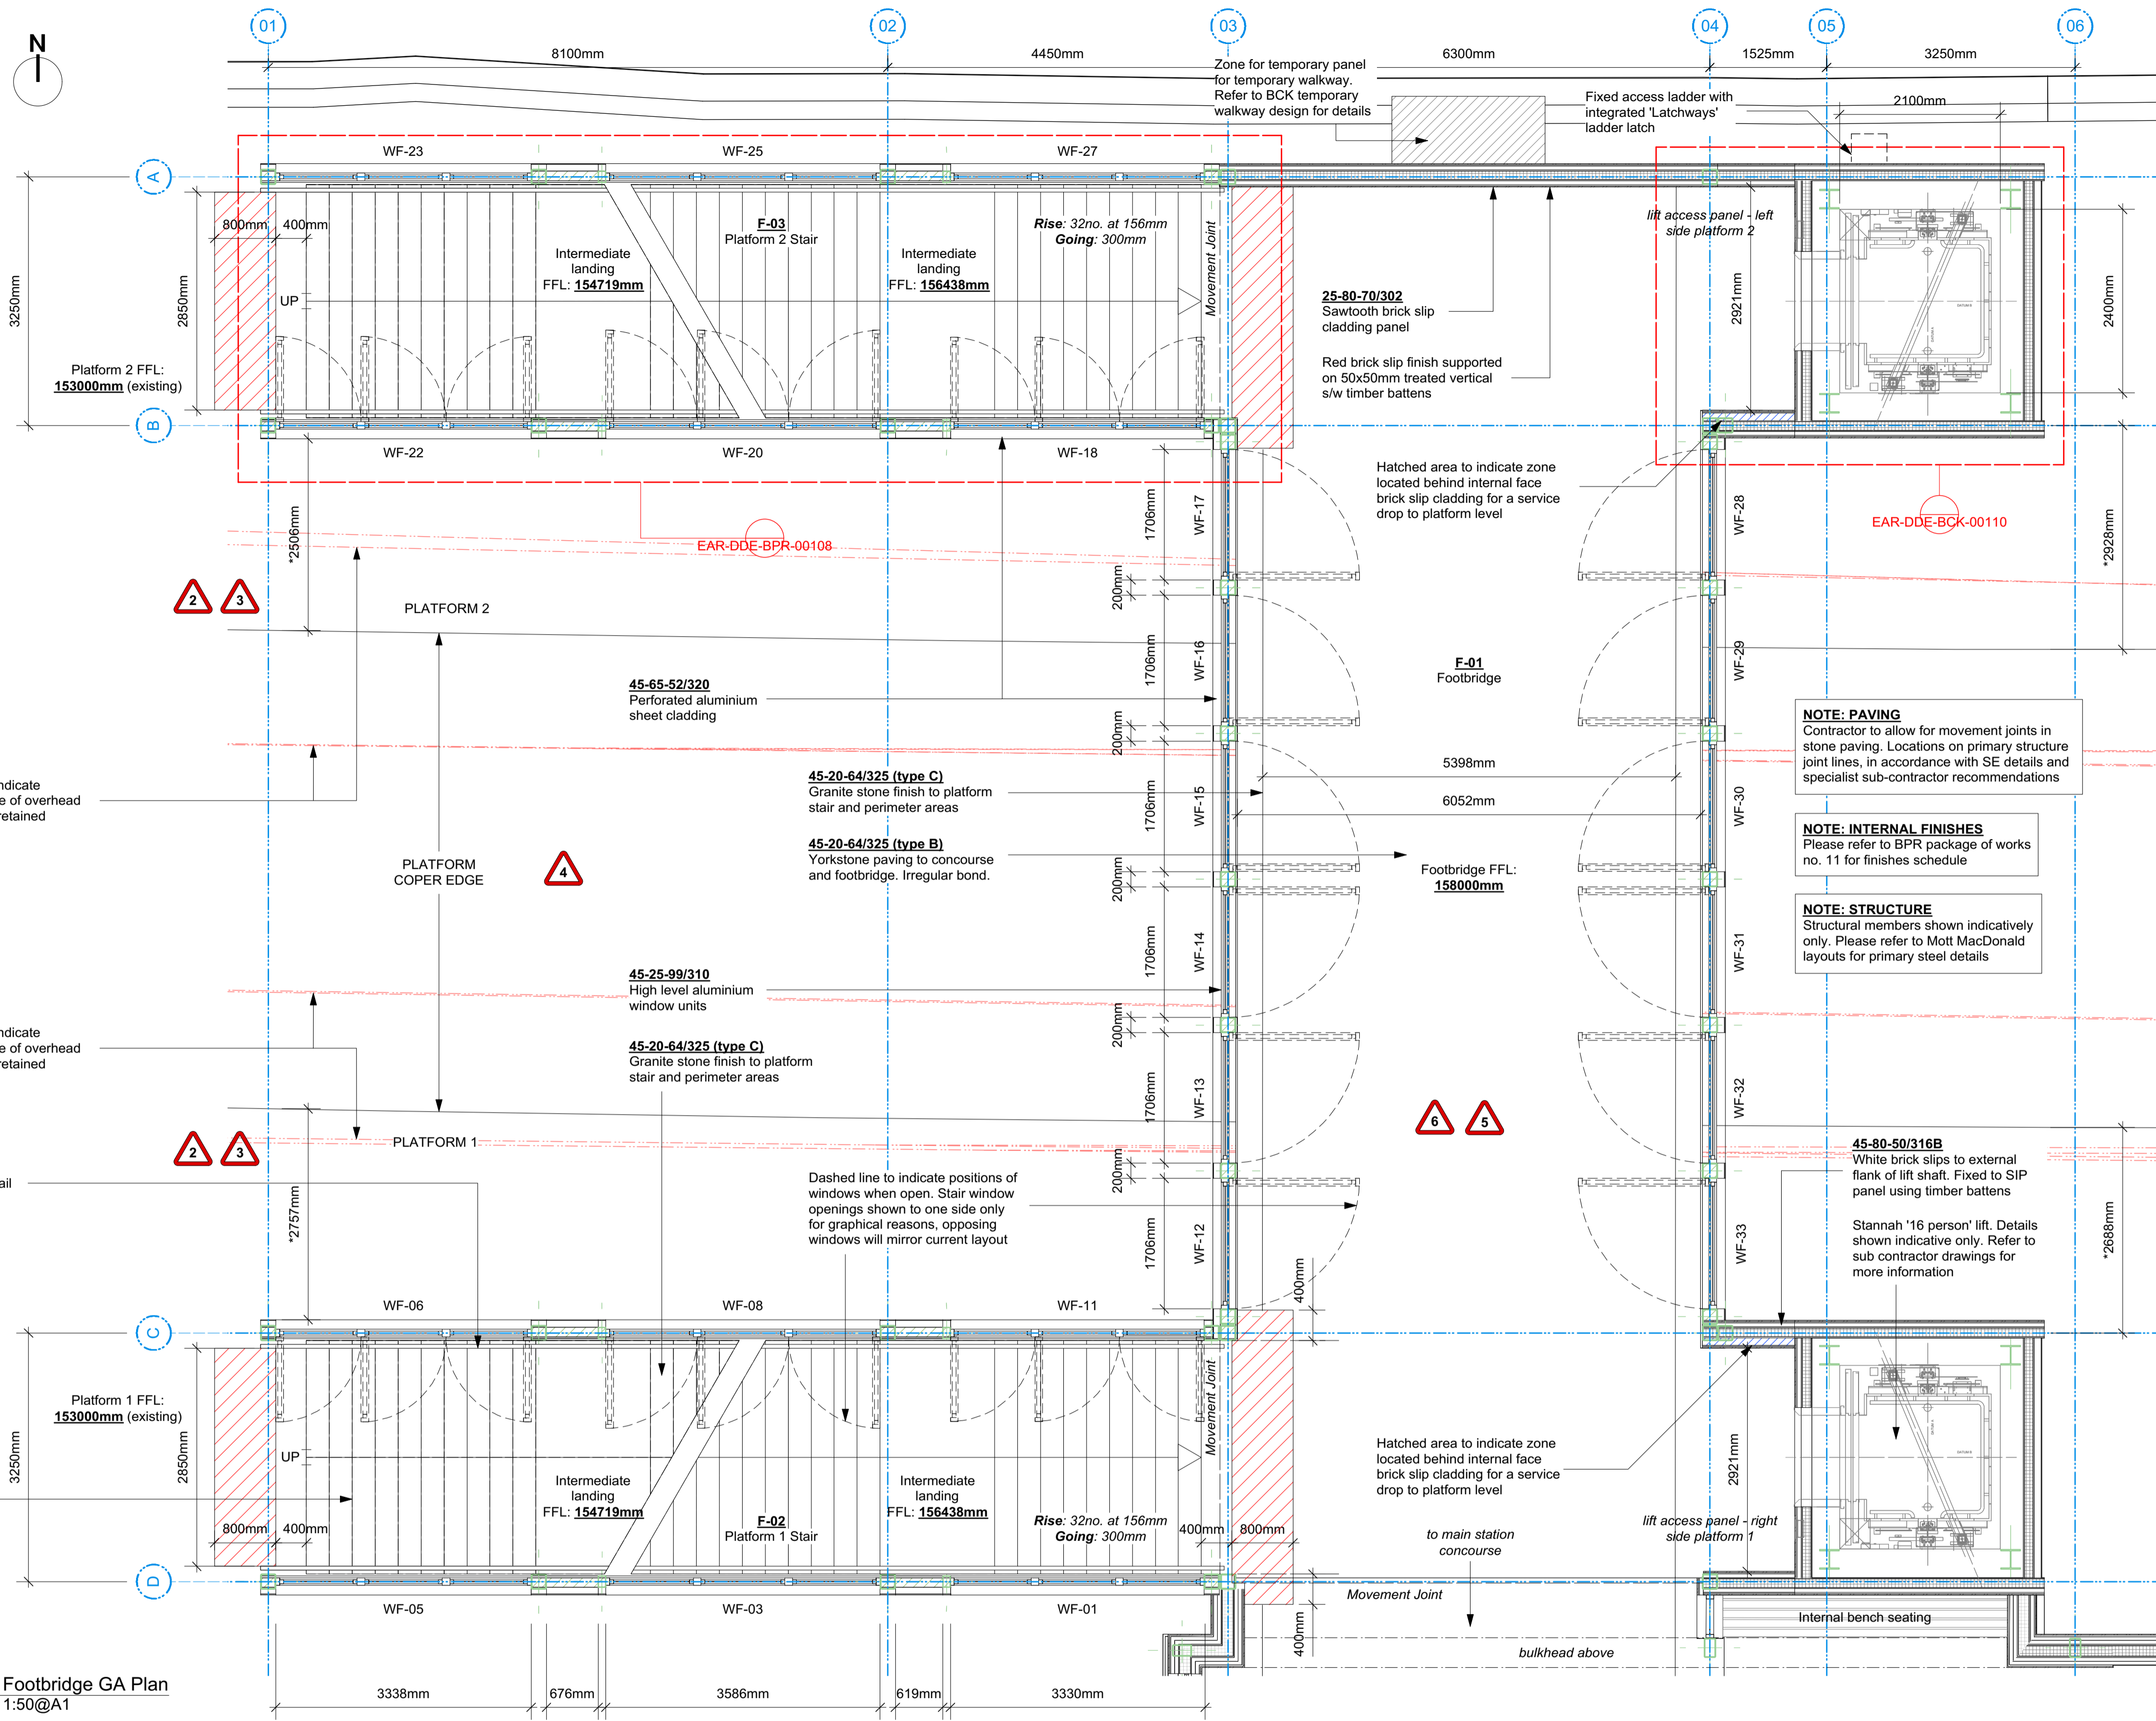 01
02
03
04
05
06
N
8100mm
4450mm
6300mm
1525mm
3250mm
Zone for temporary panel
for temporary walkway.
Refer to BCK temporary
walkway design for details
Fixed access ladder with
integrated 'Latchways'
ladder latch
2100mm
WF-23
WF-25
WF-27
A
800mm
400mm
F-03
Platform 2 Stair
Rise: 32no. at 156mm
Going: 300mm
Movement Joint
lift access panel - left
side platform 2
Intermediate
landing
FFL: 154719mm
Intermediate
landing
FFL: 156438mm
UP
3250mm
2850mm
2921mm
2400mm
25-80-70/302
Sawtooth brick slip
cladding panel
Red brick slip finish supported
on 50x50mm treated vertical
s/w timber battens
Platform 2 FFL:
153000mm (existing)
B
WF-22
WF-20
WF-18
Hatched area to indicate zone
located behind internal face
brick slip cladding for a service
drop to platform level
*2506mm
1706mm
WF-17
WF-28
*2928mm
EAR-DDE-BPR-00108
EAR-DDE-BCK-00110
200mm
2
3
PLATFORM 2
1706mm
WF-16
WF-29
F-01
Footbridge
45-65-52/320
Perforated aluminium
sheet cladding
200mm
NOTE: PAVING
Contractor to allow for movement joints in
stone paving. Locations on primary structure
joint lines, in accordance with SE details and
specialist sub-contractor recommendations
5398mm
6052mm
45-20-64/325 (type C)
Granite stone finish to platform
stair and perimeter areas
1706mm
WF-15
WF-30
ndicate
e of overhead
retained
45-20-64/325 (type B)
Yorkstone paving to concourse
and footbridge. Irregular bond.
NOTE: INTERNAL FINISHES
Please refer to BPR package of works
no. 11 for finishes schedule
PLATFORM
COPER EDGE
4
200mm
Footbridge FFL:
158000mm
NOTE: STRUCTURE
Structural members shown indicatively
only. Please refer to Mott MacDonald
layouts for primary steel details
1706mm
WF-14
WF-31
45-25-99/310
High level aluminium
window units
200mm
ndicate
e of overhead
retained
45-20-64/325 (type C)
Granite stone finish to platform
stair and perimeter areas
1706mm
WF-13
WF-32
6
5
2
3
PLATFORM 1
200mm
45-80-50/316B
White brick slips to external
flank of lift shaft. Fixed to SIP
panel using timber battens
ail
Dashed line to indicate positions of
windows when open. Stair window
openings shown to one side only
for graphical reasons, opposing
windows will mirror current layout
*2757mm
1706mm
WF-12
WF-33
Stannah '16 person' lift. Details
shown indicative only. Refer to
sub contractor drawings for
more information
*2688mm
400mm
WF-06
WF-08
WF-11
C
Platform 1 FFL:
153000mm (existing)
3250mm
2850mm
UP
Movement Joint
Hatched area to indicate zone
located behind internal face
brick slip cladding for a service
drop to platform level
2921mm
Intermediate
landing
FFL: 154719mm
Intermediate
landing
FFL: 156438mm
800mm
400mm
F-02
Platform 1 Stair
Rise: 32no. at 156mm
Going: 300mm
400mm
800mm
to main station
concourse
lift access panel - right
side platform 1
D
WF-05
WF-03
WF-01
Movement Joint
400mm
Internal bench seating
bulkhead above
Footbridge GA Plan
1:50@A1
3338mm
676mm
3586mm
619mm
3330mm